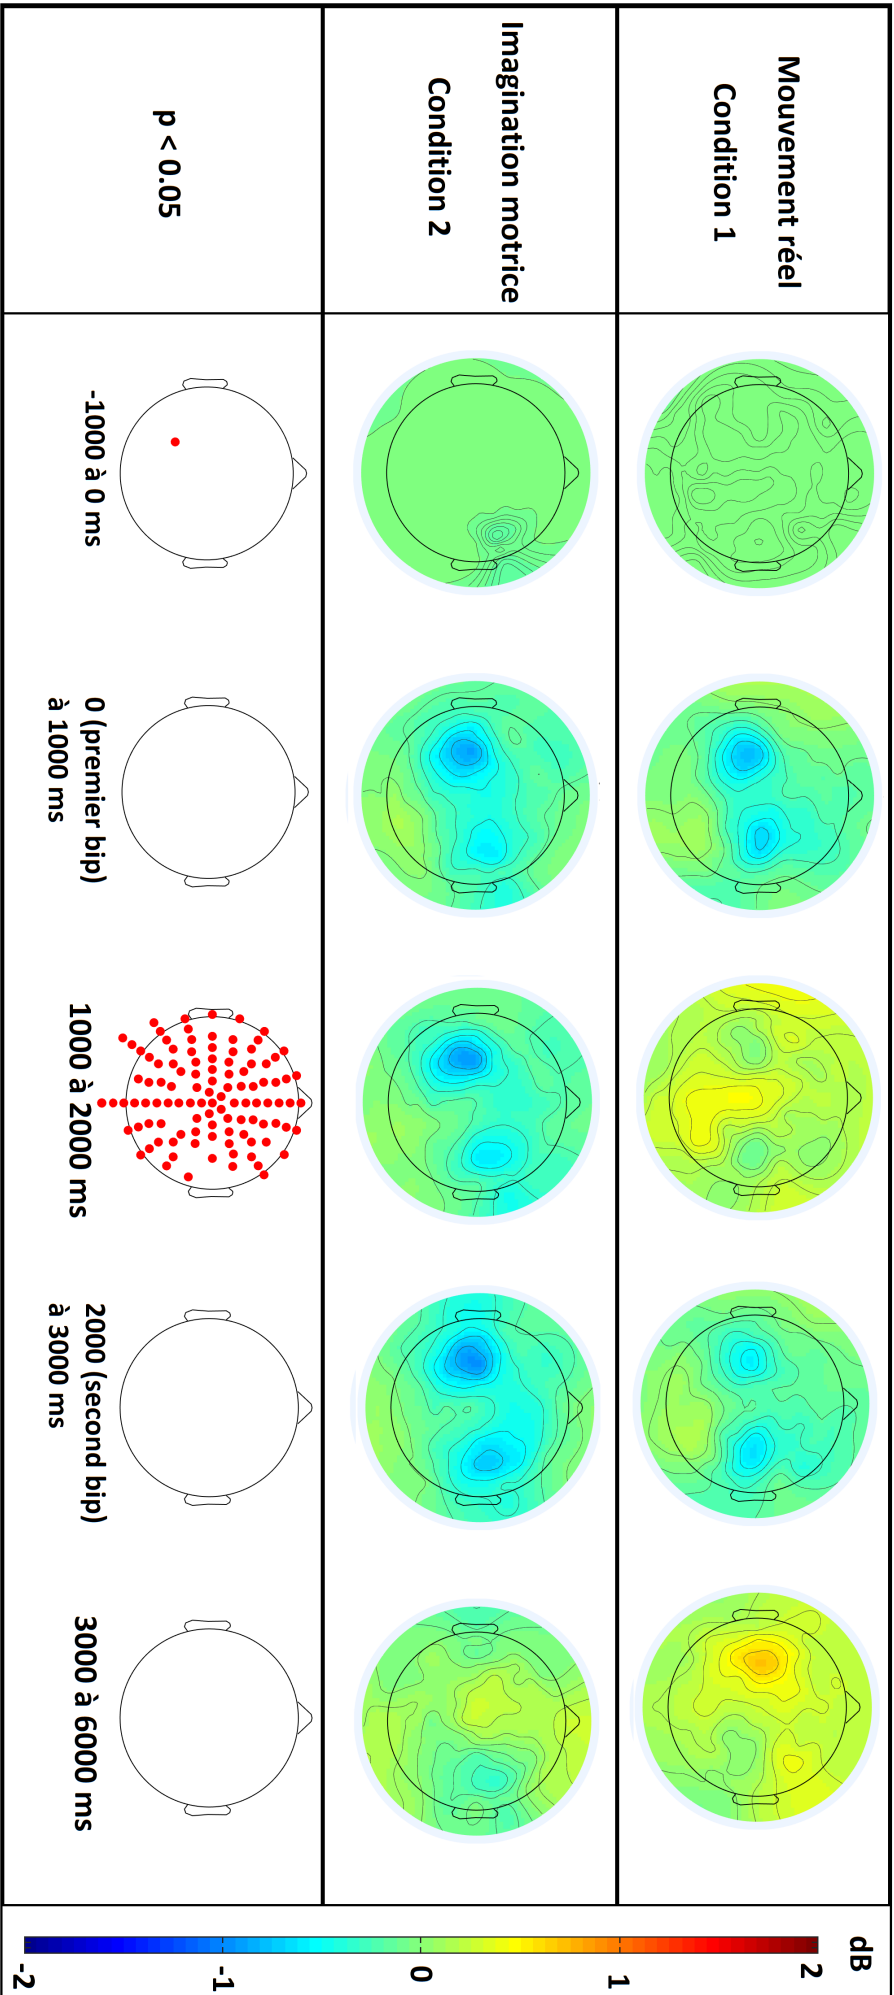 Mouvement réel
Condition 1
Imagination motrice
Condition 2
p < 0.05
-1000 à 0 ms
0 (premier bip)
à 1000 ms
1000 à 2000 ms
2000 (second bip)
à 3000 ms
3000 à 6000 ms
dB
2
1
0
-1
-2